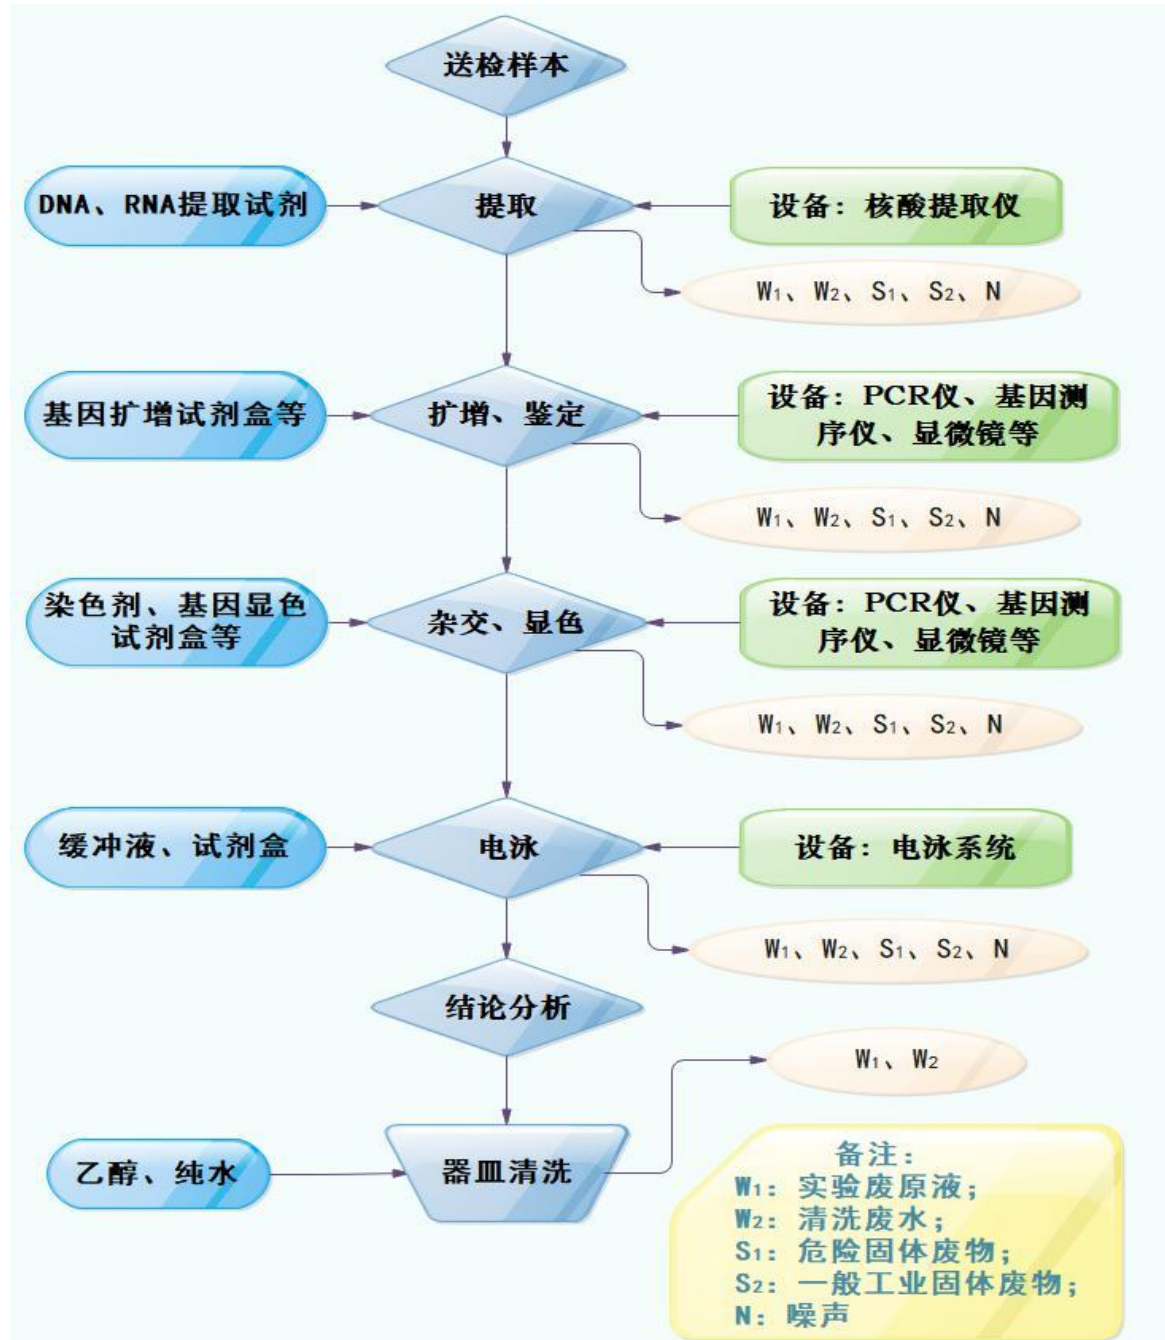 送检样本
DNA、RNA提取试剂
提取
设备：核酸提取仪
W₁、W₂、S₁、S₂、N
基因扩增试剂盒等
扩增、鉴定
设备：PCR仪、基因测
序仪、显微镜等
W₁、W₂、S₁、S₂、N
染色剂、基因显色
试剂盒等
杂交、显色
设备：PCR仪、基因测
序仪、显微镜等
W₁、W₂、S₁、S₂、N
缓冲液、试剂盒
电泳
设备：电泳系统
W₁、W₂、S₁、S₂、N
结论分析
W₁、W₂
乙醇、纯水
器皿清洗
备注：
W₁：实验废原液；
W₂：清洗废水；
S₁：危险固体废物；
S₂：一般工业固体废物；
N：噪声